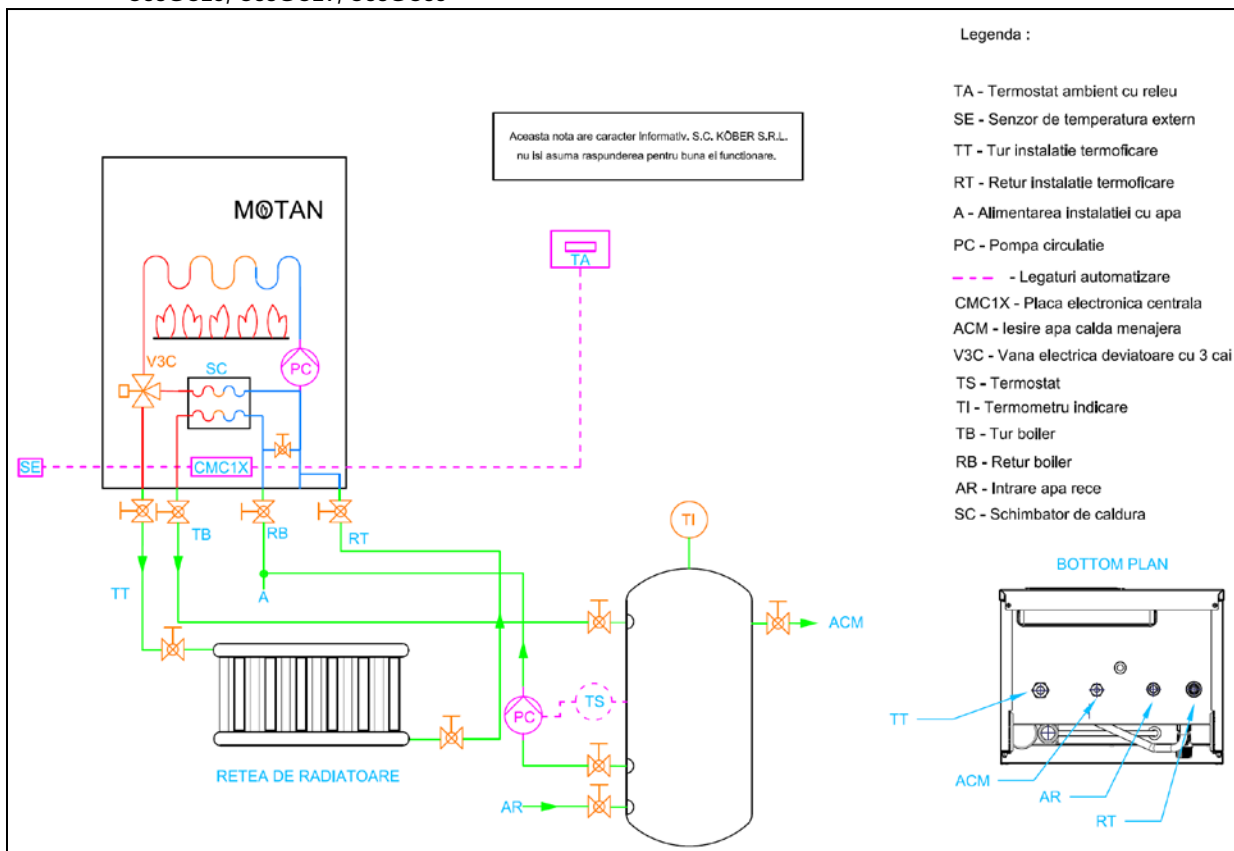 Legenda :
TA - Termostat ambient cu releu
SE - Senzor de temperatura extern
TT - Tur instalatie termoficare
RT - Retur instalatie termoficare
A - Alimentarea instalatiei cu apa
PC - Pompa circulatie
- Legaturi automatizare
CMC1X - Placa electronica centrala
ACM - Iesire apa calda menajera
V3C - Vana electrica deviatoare cu 3 cai
TS - Termostat
TI - Termometru indicare
TB - Tur boiler
RB - Retur boiler
AR - Intrare apa rece
SC - Schimbator de caldura
Aceasta nota are caracter informativ. S.C. KÖBER S.R.L.
nu isi asuma raspunderea pentru buna ei functionare.
MOTAN
TA
V3C
SC
PC
SE
CMC1X
TB
RB
RT
TT
A
TI
ACM
PC
TS
RETEA DE RADIATOARE
AR
BOTTOM PLAN
TT
ACM
AR
RT